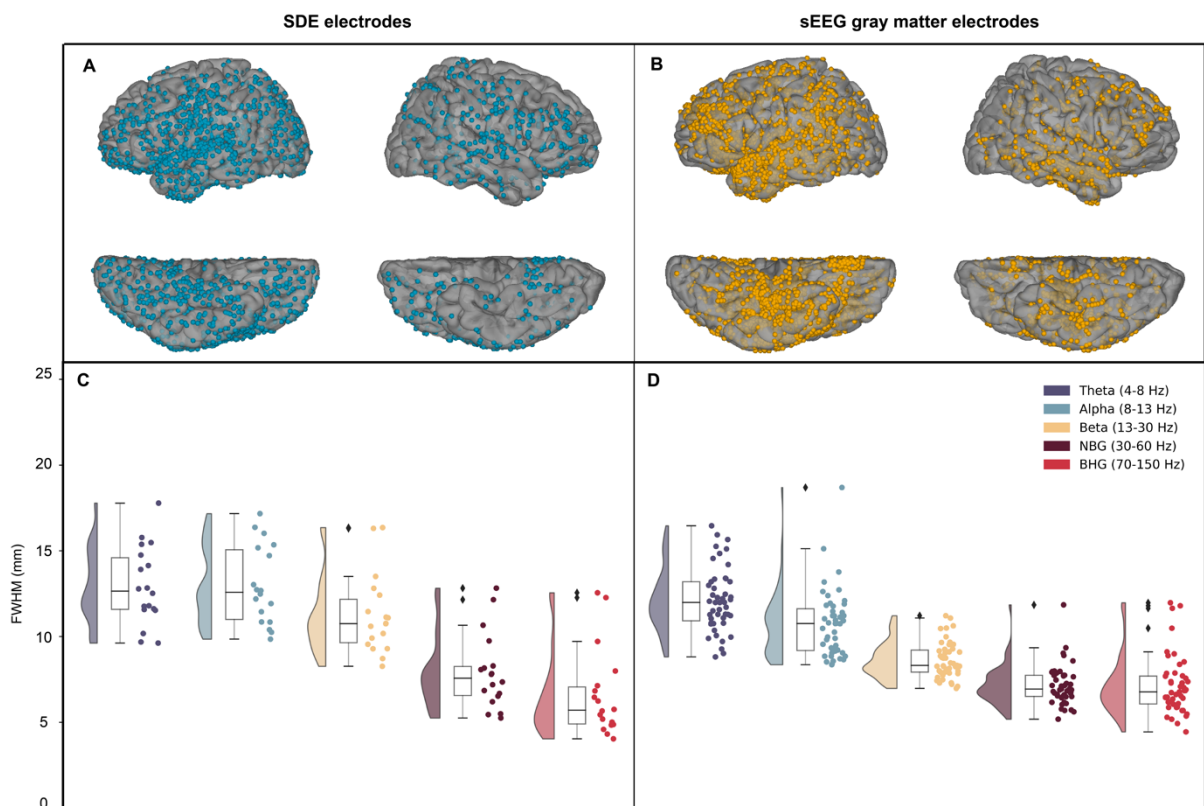 SDE electrodes
sEEG gray matter electrodes
A
B
C
D
25
20
15
10
5
0
FWHM (mm)
Theta (4-8 Hz)
Alpha (8-13 Hz)
Beta (13-30 Hz)
NBG (30-60 Hz)
BHG (70-150 Hz)